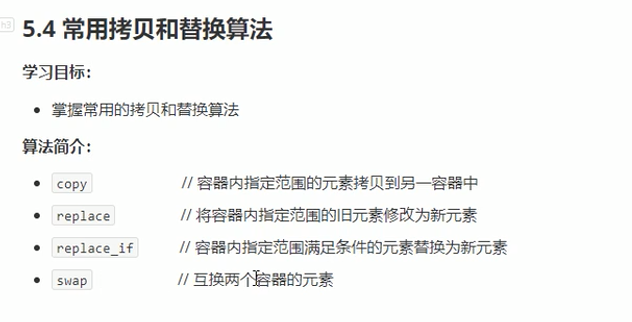 h3
5.4 常用拷贝和替换算法
学习目标：
• 掌握常用的拷贝和替换算法
算法简介：
• copy // 容器内指定范围的元素拷贝到另一容器中
• replace // 将容器内指定范围的旧元素修改为新元素
• replace_if // 容器内指定范围满足条件的元素替换为新元素
• swap // 互换两个容器的元素